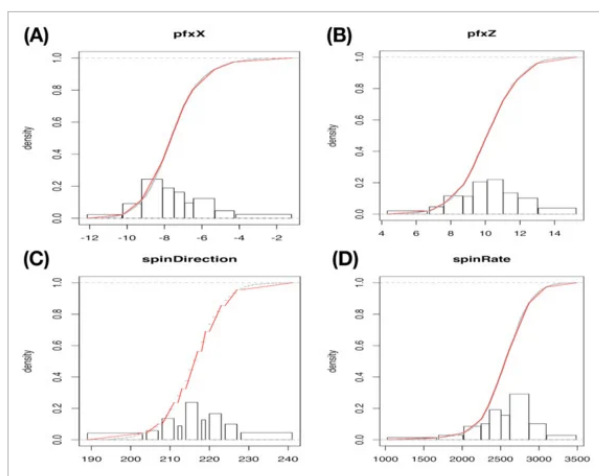 (A) pfxX
density
0.0 0.2 0.4 0.6 0.8 1.0
-12 -10 -8 -6 -4 -2
(B) pfxZ
density
0.0 0.2 0.4 0.6 0.8 1.0
4 6 8 10 12 14
(C) spinDirection
density
0.0 0.2 0.4 0.6 0.8 1.0
190 200 210 220 230 240
(D) spinRate
density
0.0 0.2 0.4 0.6 0.8 1.0
1000 1500 2000 2500 3000 3500